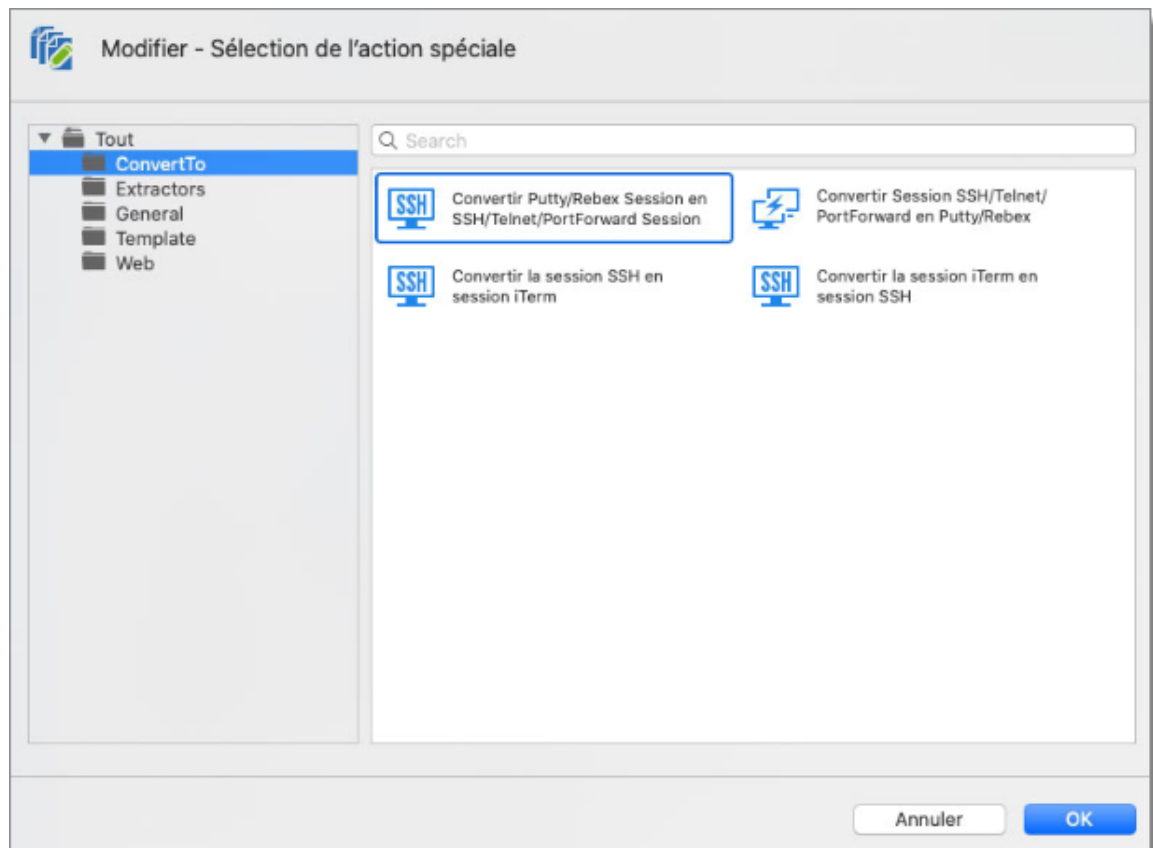 Modifier - Sélection de l’action spéciale
Tout
ConvertTo
Extractors
General
Template
Web
Search
Convertir Putty/Rebex Session en
SSH/Telnet/PortForward Session
Convertir Session SSH/Telnet/
PortForward en Putty/Rebex
Convertir la session SSH en
session iTerm
Convertir la session iTerm en
session SSH
SSH
SSH
SSH
Annuler
OK